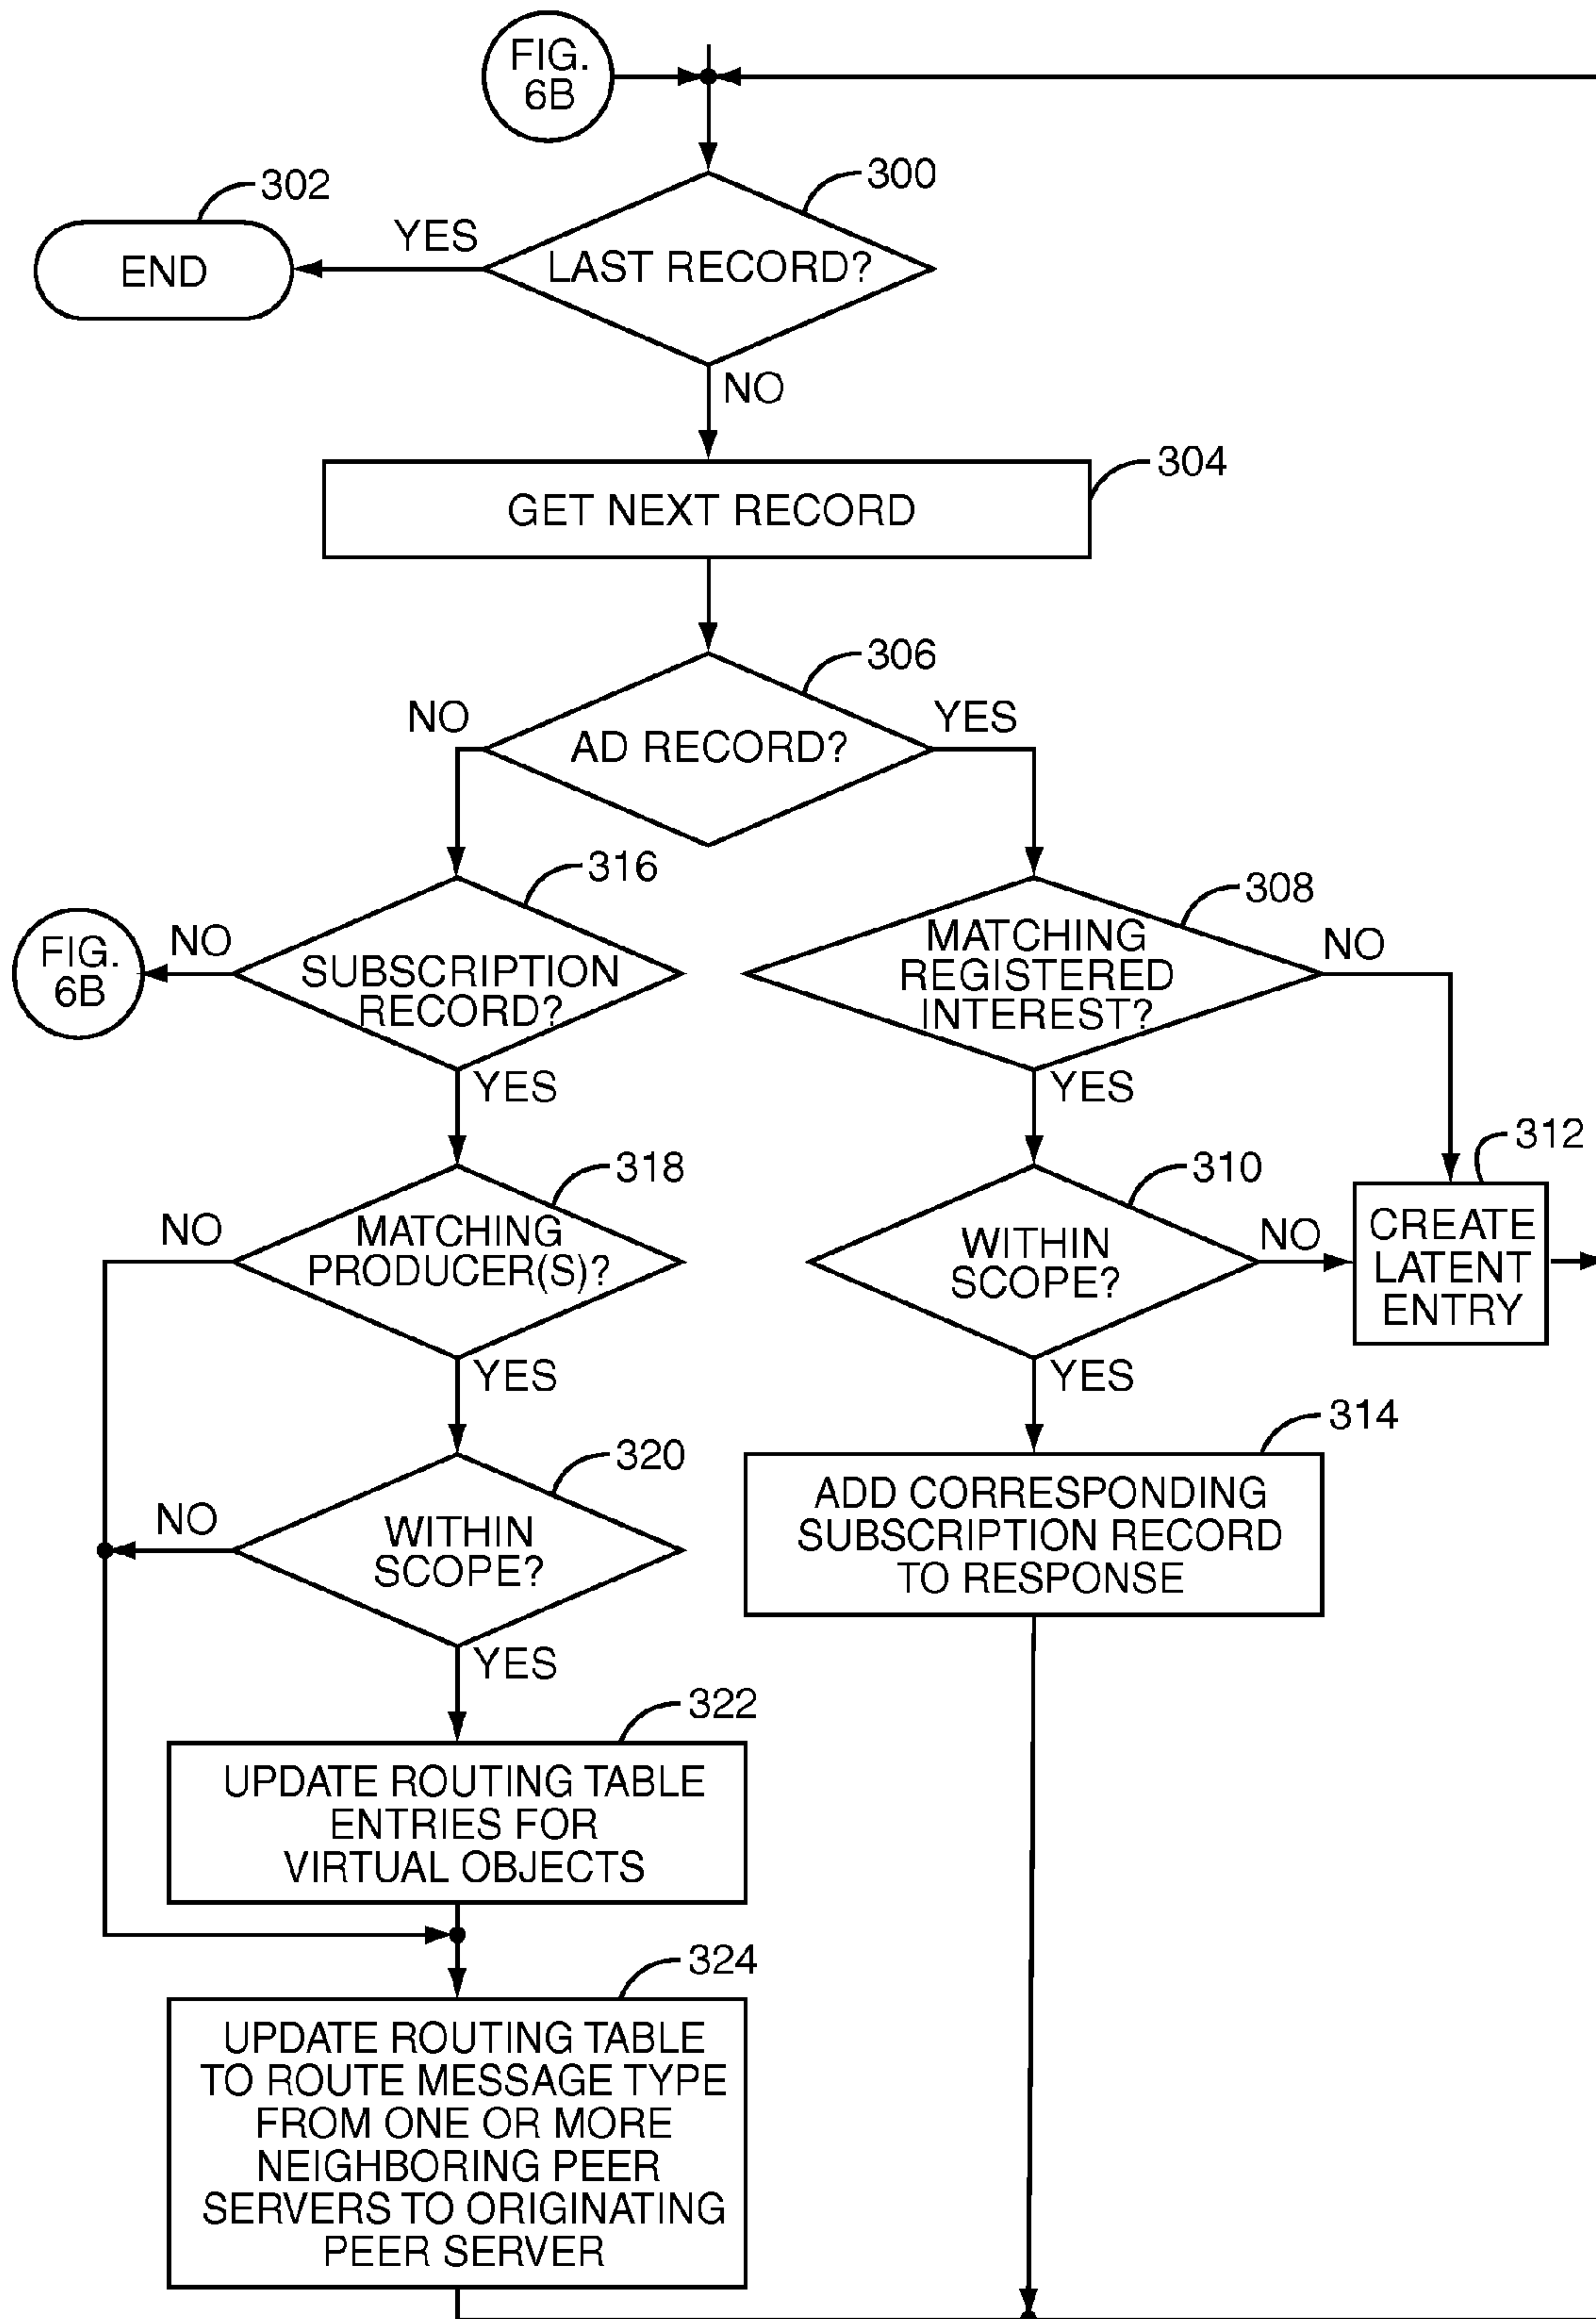 FIG.
6B
300
302
YES
LAST RECORD?
END
NO
304
GET NEXT RECORD
306
NO
YES
AD RECORD?
316
308
FIG.
6B
NO
SUBSCRIPTION
RECORD?
MATCHING
REGISTERED
INTEREST?
NO
YES
YES
312
318
310
NO
MATCHING
PRODUCER(S)?
WITHIN
SCOPE?
NO
CREATE
LATENT
ENTRY
YES
YES
314
320
NO
WITHIN
SCOPE?
ADD CORRESPONDING
SUBSCRIPTION RECORD
TO RESPONSE
YES
322
UPDATE ROUTING TABLE
ENTRIES FOR
VIRTUAL OBJECTS
324
UPDATE ROUTING TABLE
TO ROUTE MESSAGE TYPE
FROM ONE OR MORE
NEIGHBORING PEER
SERVERS TO ORIGINATING
PEER SERVER